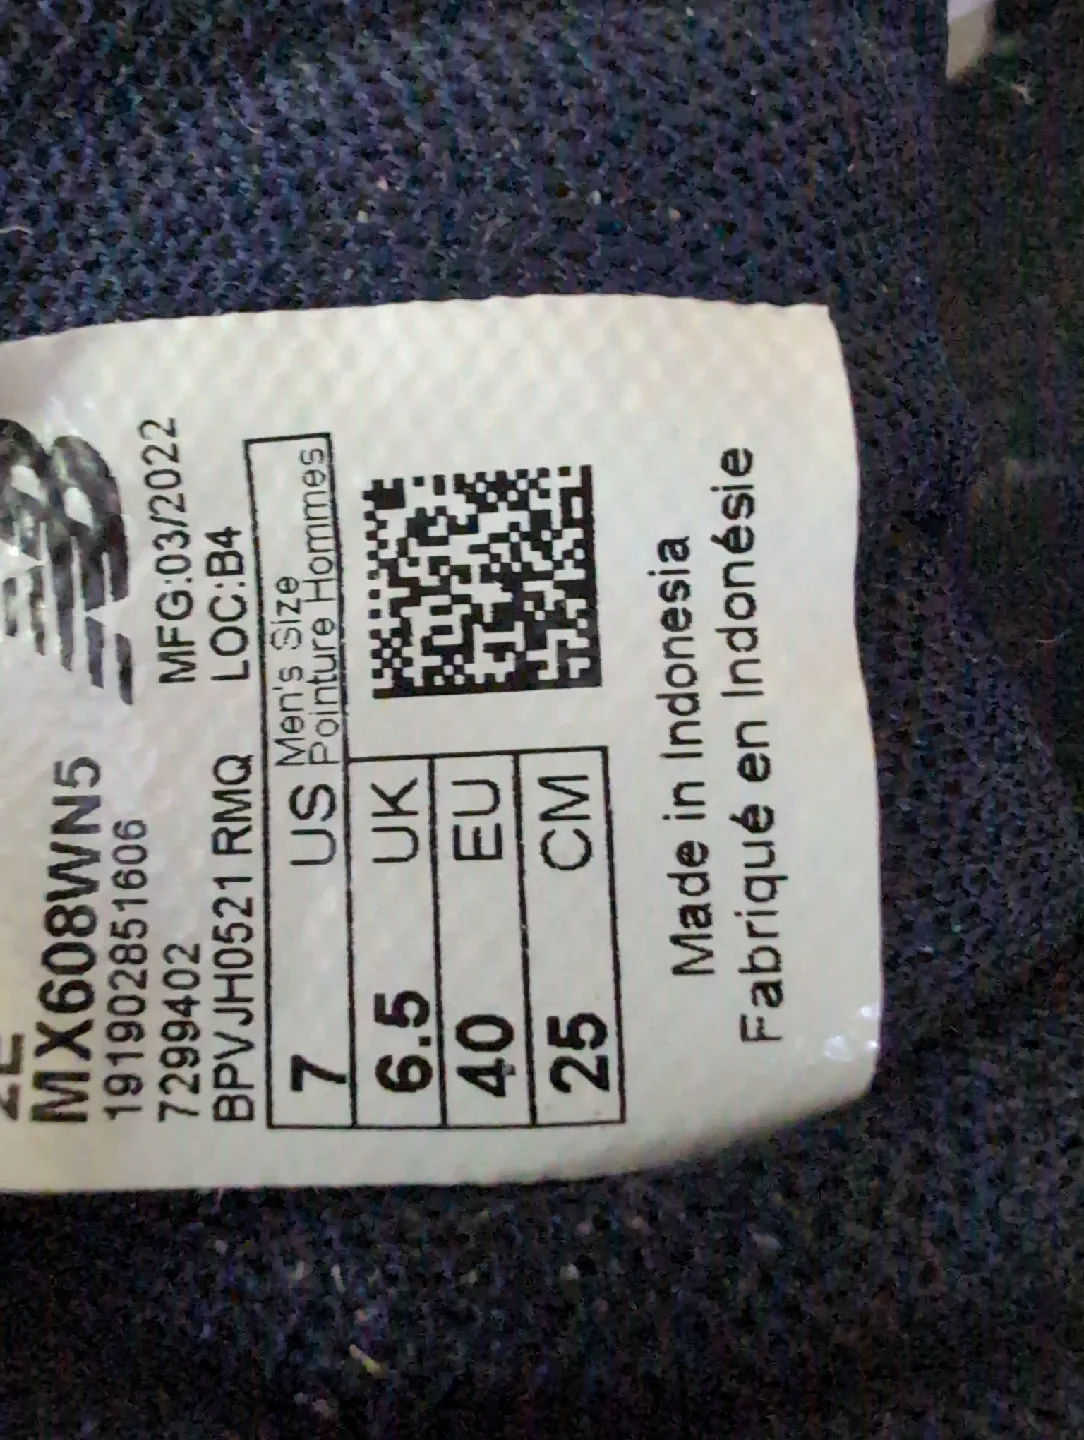 2E
MX608WN5
191902851606 MFG:03/2022
7299402
BPVJH0521 RMQ LOC:B4
7 US Men's Size
Pointure Hommes
6.5 UK
40 EU
25 CM
Made in Indonesia
Fabriqué en Indonésie